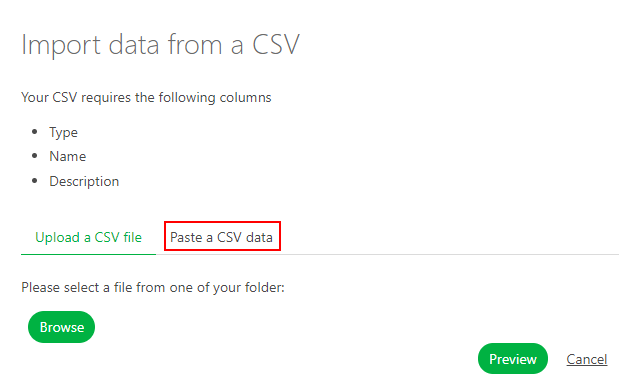 Import data from a CSV
Your CSV requires the following columns
• Type
• Name
• Description
Upload a CSV file Paste a CSV data
Please select a file from one of your folder:
Browse
Preview Cancel